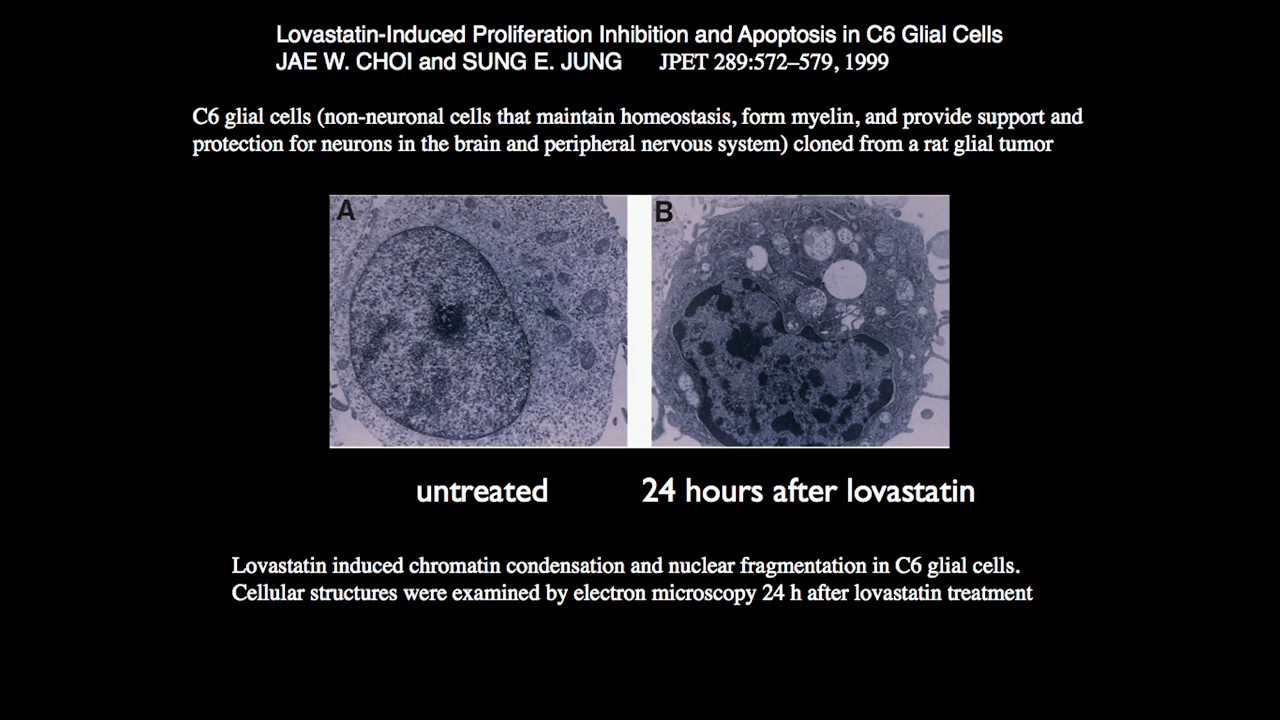 Lovastatin-Induced Proliferation Inhibition and Apoptosis in C6 Glial Cells
JAE W. CHOI and SUNG E. JUNG JPET 289:572–579, 1999
C6 glial cells (non-neuronal cells that maintain homeostasis, form myelin, and provide support and
protection for neurons in the brain and peripheral nervous system) cloned from a rat glial tumor
A B
untreated 24 hours after lovastatin
Lovastatin induced chromatin condensation and nuclear fragmentation in C6 glial cells.
Cellular structures were examined by electron microscopy 24 h after lovastatin treatment